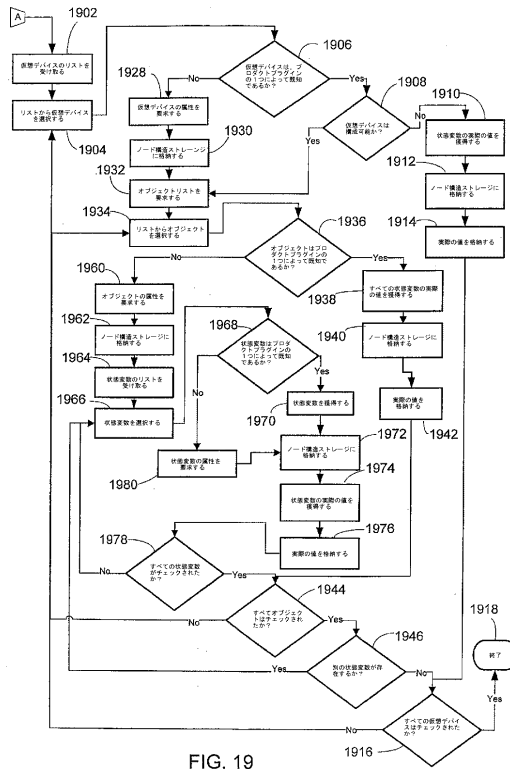 A
1902
仮想デバイスのリストを
受け取る
リストから仮想デバイス
を選択する
1904
仮想デバイスは、プ
ロダクトプラグイン
の1つによって既知
であるか?
1906
No
Yes
1928
仮想デバイスの属性を
要求する
1930
ノード構造ストレーンジ
に格納する
1932
オブジェクトリストを
要求する
1934
リストからオブジェクト
を選択する
1908
仮想デバイスは
構成可能か?
No
Yes
1910
状態変数の実際の値を
獲得する
1912
ノード構造ストレージに
格納する
1914
実際の値を格納する
1936
オブジェクトはプロ
ダクトプラグインの
1つによって既知で
あるか?
No
Yes
1960
オブジェクトの属性を
要求する
1962
ノード構造ストレージに
格納する
1964
状態変数のリストを
受け取る
1966
状態変数を選択する
1938
すべての状態変数の実際
の値を獲得する
1940
ノード構造ストレージに
格納する
実際の値を
格納する
1942
1968
状態変数はプロダク
トプラグインの1つ
によって既知である
か?
No
Yes
1970
状態変数を獲得する
1972
ノード構造ストレージに
格納する
1974
状態変数の実際の値を
獲得する
1976
実際の値を格納する
状態変数の属性を
要求する
1980
1978
すべての状態変数
がチェックされた
か?
No
Yes
1944
すべてオブジェク
トはチェックされ
たか?
No
Yes
1946
別の状態変数が存
在するか?
Yes
No
1918
終了
Yes
すべての仮想デバイ
スはチェックされた
か?
No
1916
FIG. 19